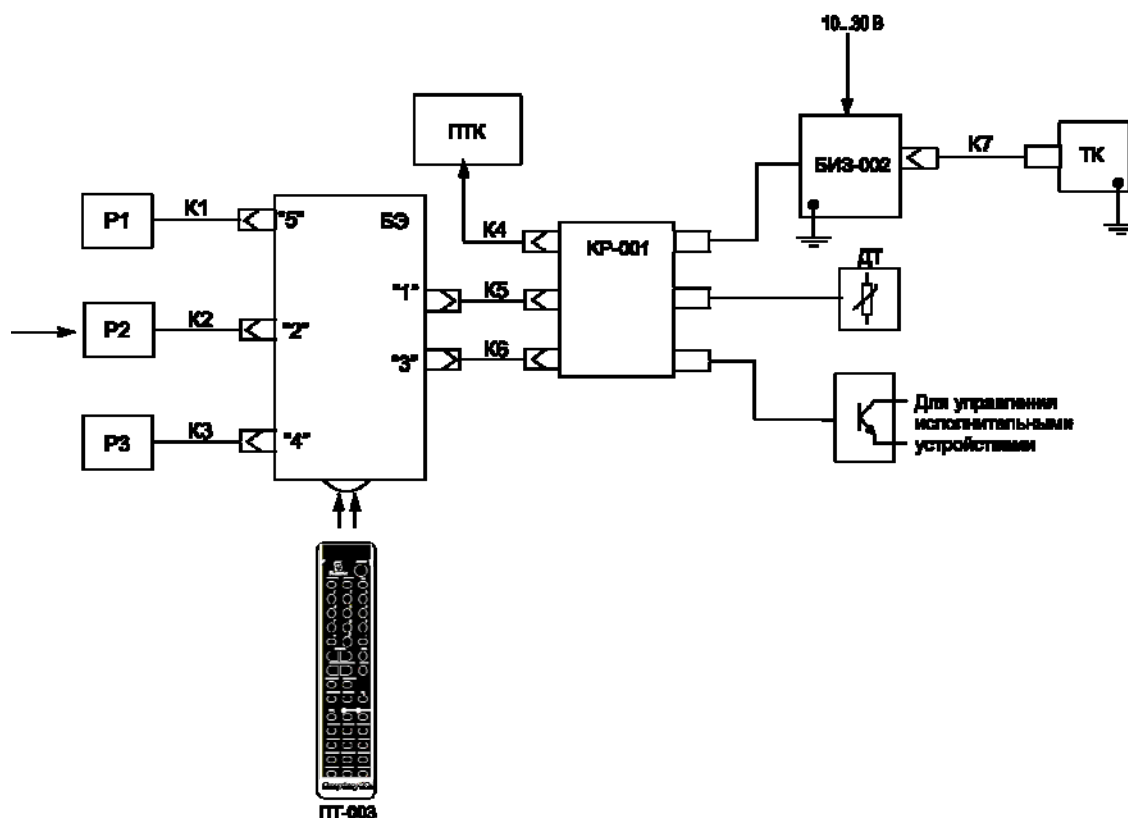 10...30 В
ПТК
БИЗ-002
К7
ТК
Р1
К1
"5"
БЭ
К4
КР-001
"1"
К5
ДТ
Р2
К2
"2"
"3"
К6
Р3
К3
"4"
Для управления
исполнительными
устройствами
ПТ-003